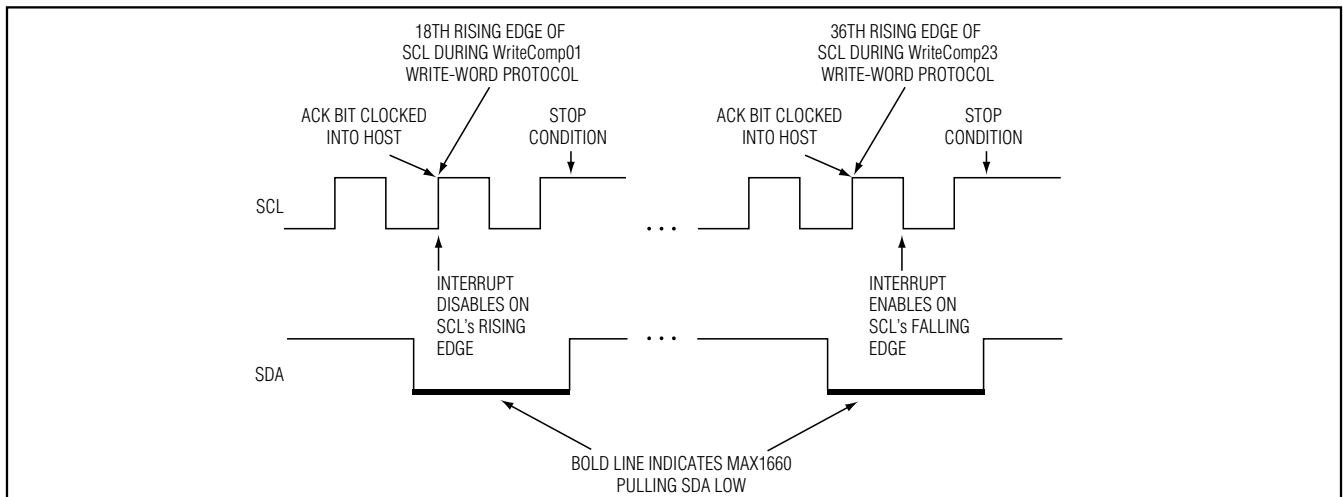 18TH RISING EDGE OF
SCL DURING WriteComp01
WRITE-WORD PROTOCOL
36TH RISING EDGE OF
SCL DURING WriteComp23
WRITE-WORD PROTOCOL
ACK BIT CLOCKED
INTO HOST
STOP
CONDITION
ACK BIT CLOCKED
INTO HOST
STOP
CONDITION
SCL
• • •
INTERRUPT
DISABLES ON
SCL's RISING
EDGE
INTERRUPT
ENABLES ON
SCL's FALLING
EDGE
• • •
SDA
BOLD LINE INDICATES MAX1660
PULLING SDA LOW